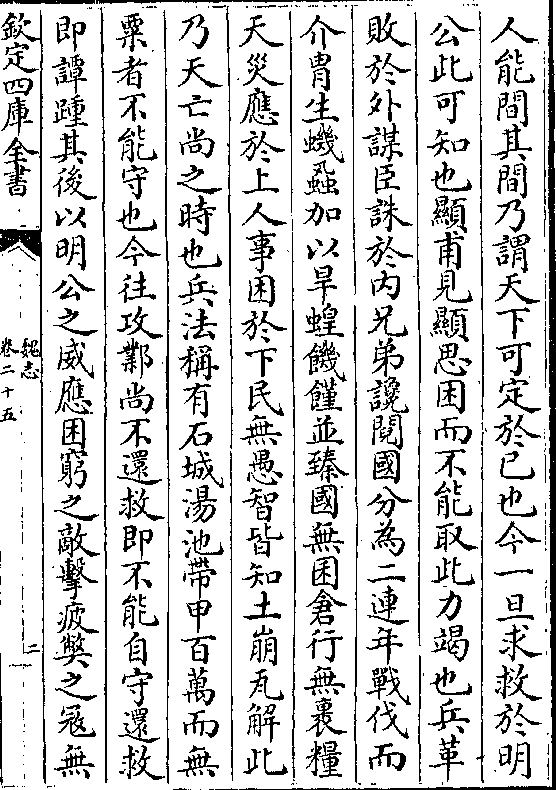 人能間其間乃謂天下可定於已也今一旦求救於明
公此可知也顯甫見顯思困而不能取此力竭也兵革
敗於外謀臣誅於內兄弟讒鬩國分為二連年戰伐而
介胄生蟣蝨加以旱蝗饑饉並臻國無囷倉行無裹糧
天災應於上人事困於下民無愚智皆知土崩瓦解此
乃天亡尚之時也兵法稱有石城湯池帶甲百萬而無
粟者不能守也今往攻鄴尚不還救即不能自守還救
即譚踵其後以明公之威應困窮之敵擊疲弊之寇無
欽定四庫全書
魏志
卷二十五
二